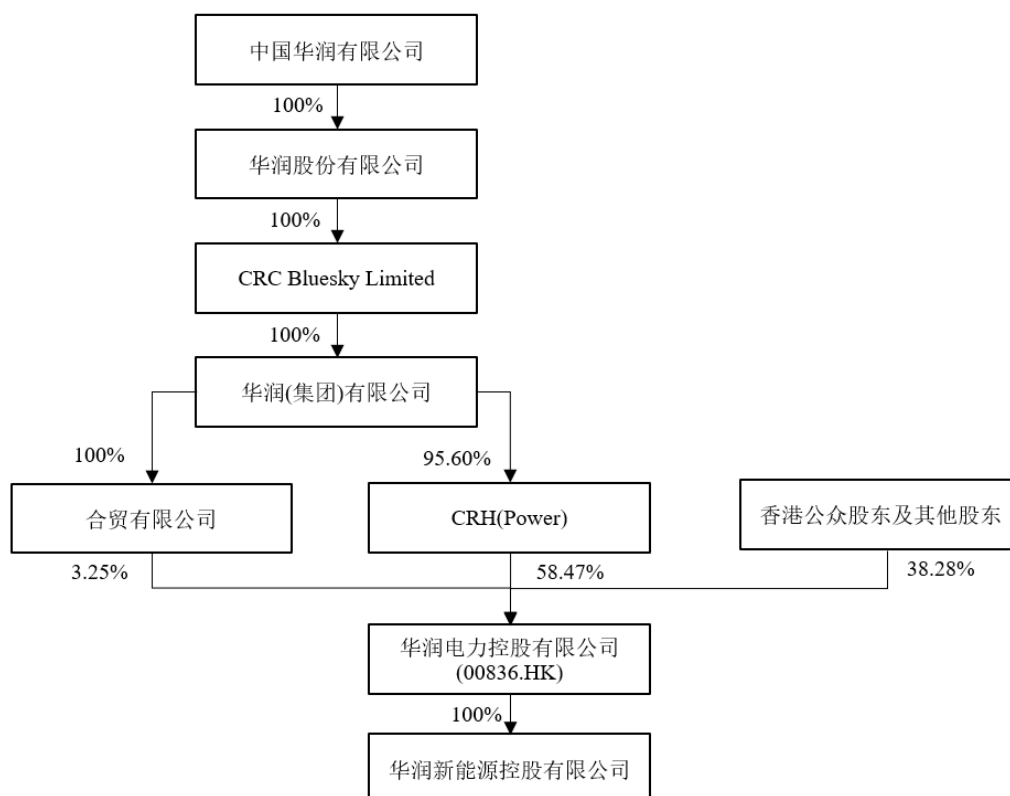 中国华润有限公司
100%
华润股份有限公司
100%
CRC Bluesky Limited
100%
华润(集团)有限公司
100%
95.60%
合贸有限公司
CRH(Power)
香港公众股东及其他股东
3.25%
58.47%
38.28%
华润电力控股有限公司
(00836.HK)
100%
华润新能源控股有限公司